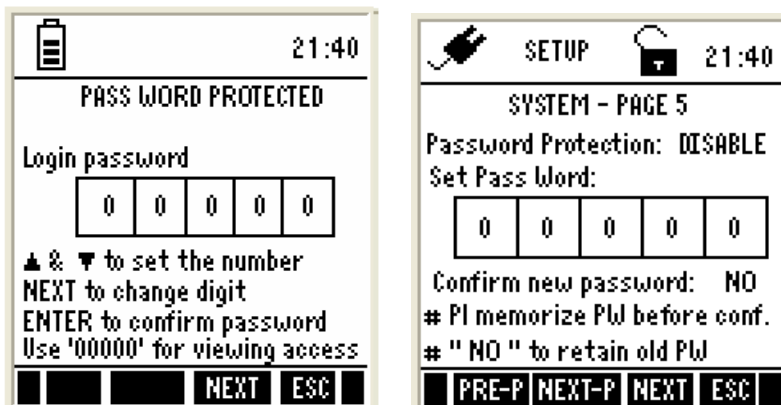 21:40
PASS WORD PROTECTED
Login password
0 0 0 0 0
▲ & ▼ to set the number
NEXT to change digit
ENTER to confirm password
Use '00000' for viewing access
NEXT ESC
SETUP 21:40
SYSTEM - PAGE 5
Password Protection: DISABLE
Set Pass Word:
0 0 0 0 0
Confirm new password: NO
# Pl memorize PW before conf.
# " NO " to retain old PW
PRE-P NEXT-P NEXT ESC